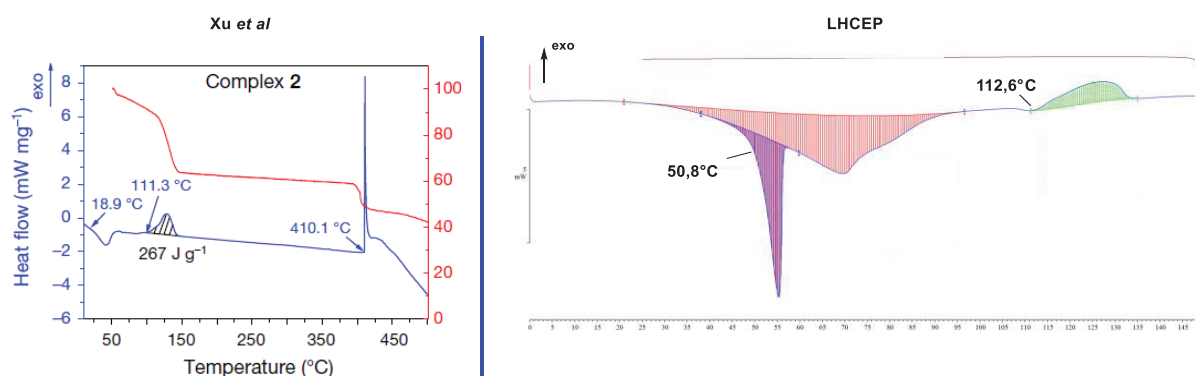 Xu et al
LHCEP
exo
Complex 2
8
6
4
2
0
−2
−4
−6
Heat flow (mW mg⁻¹)
18.9 °C
111.3 °C
267 J g⁻¹
410.1 °C
100
80
60
40
20
0
50
150
250
350
450
Temperature (°C)
exo
112,6°C
50,8°C
5
mW
0 5 10 15 20 25 30 35 40 45 50 55 60 65 70 75 80 85 90 95 100 105 110 115 120 125 130 135 140 145